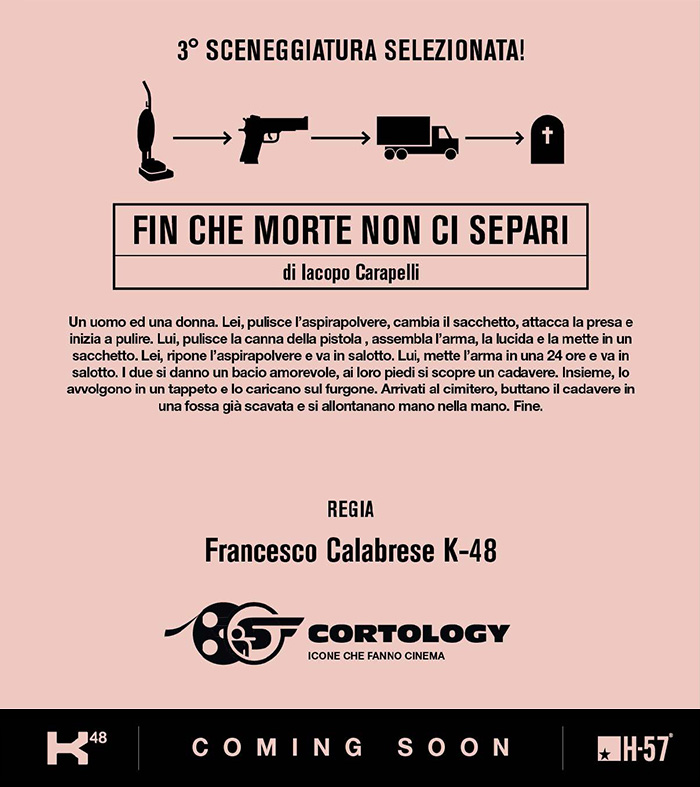 3° SCENEGGIATURA SELEZIONATA!
FIN CHE MORTE NON CI SEPARI
di Iacopo Carapelli
Un uomo ed una donna. Lei, pulisce l'aspirapolvere, cambia il sacchetto, attacca la presa e
inizia a pulire. Lui, pulisce la canna della pistola , assembla l'arma, la lucida e la mette in un
sacchetto. Lei, ripone l'aspirapolvere e va in salotto. Lui, mette l'arma in una 24 ore e va in
salotto. I due si danno un bacio amorevole, ai loro piedi si scopre un cadavere. Insieme, lo
avvolgono in un tappeto e lo caricano sul furgone. Arrivati al cimitero, buttano il cadavere in
una fossa già scavata e si allontanano mano nella mano. Fine.
REGIA
Francesco Calabrese K-48
CORTOLOGY
ICONE CHE FANNO CINEMA
K48
COMING SOON
H-57